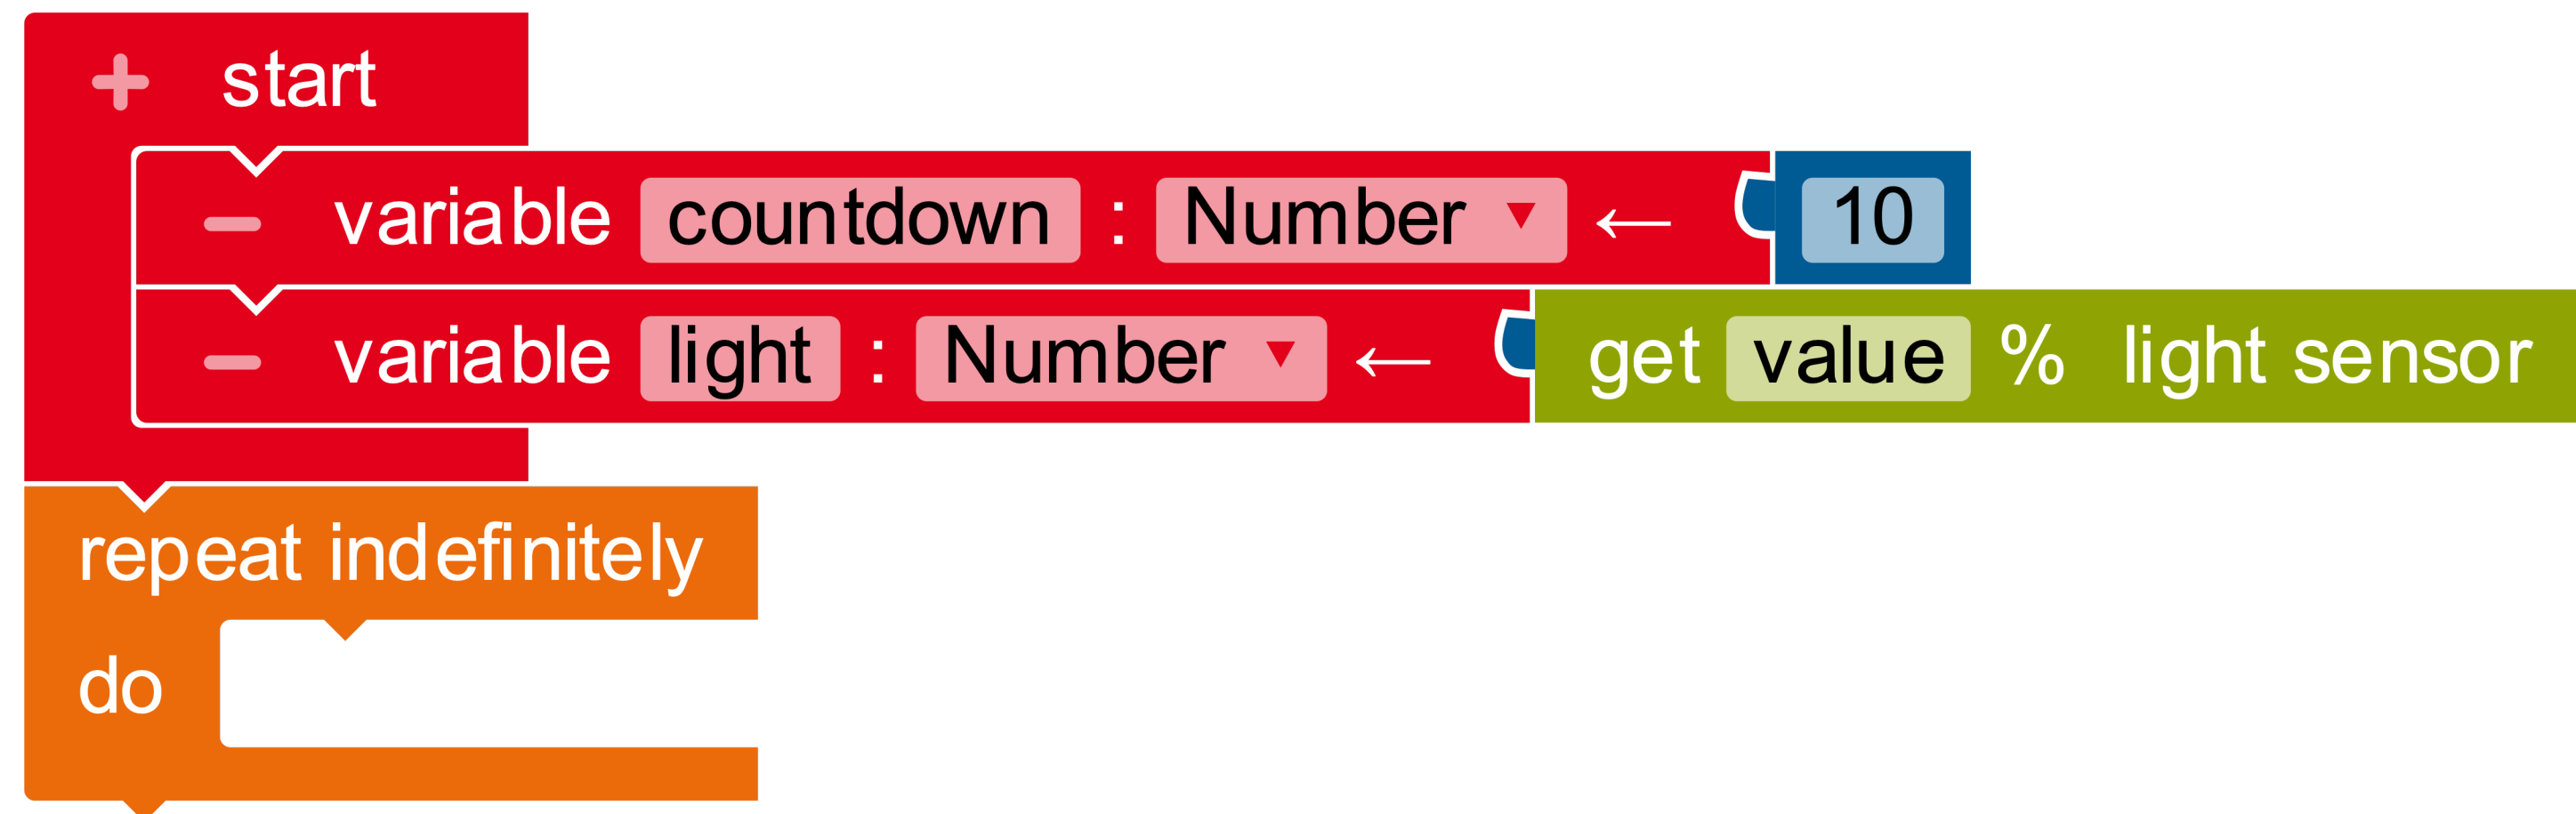 + start
– variable countdown : Number ▼ ← 10
– variable light : Number ▼ ← get value % light sensor
repeat indefinitely
do